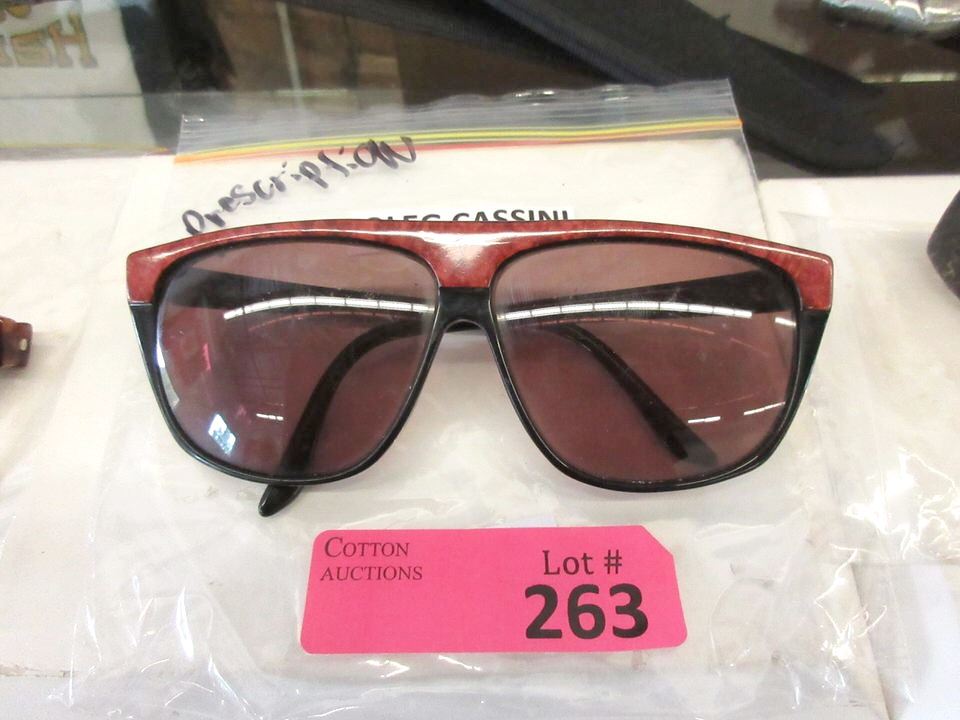 Prescription
OLEG CASSINI
COTTON
AUCTIONS
Lot #
263